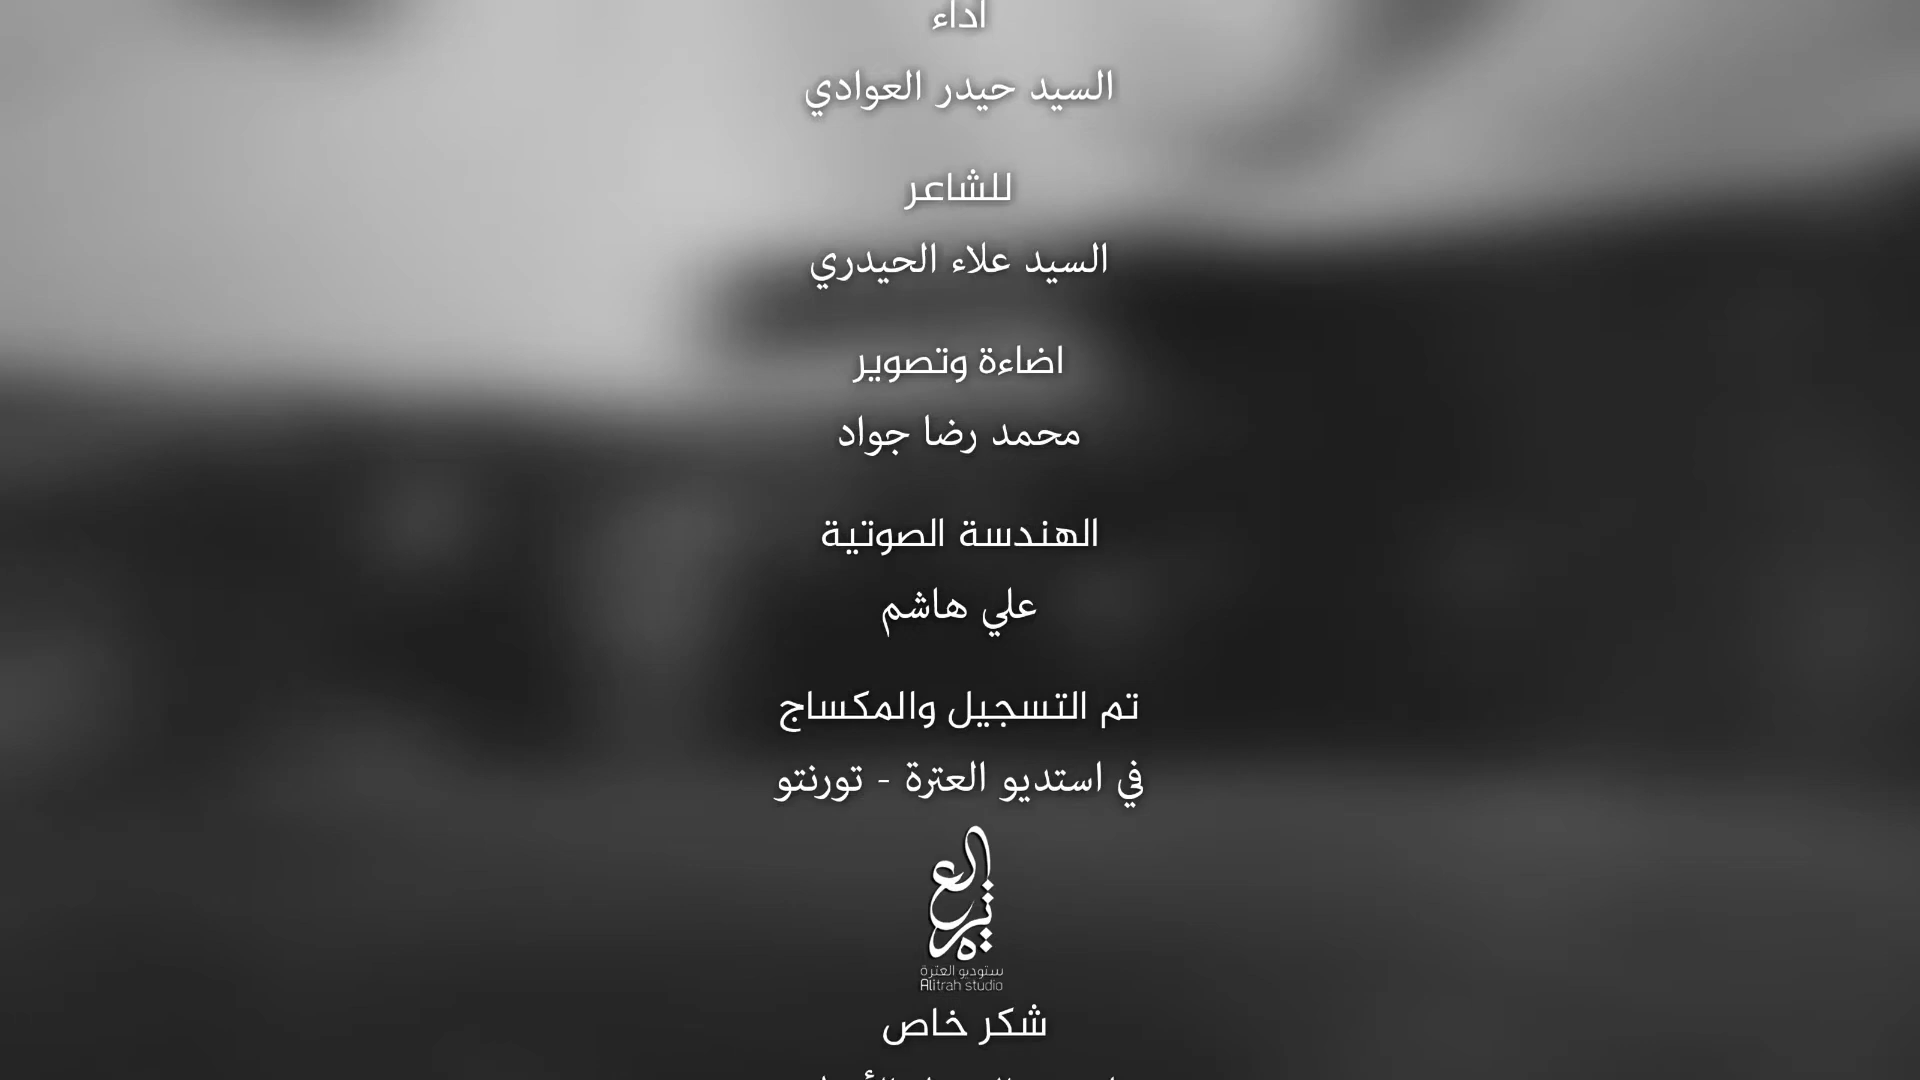 اداء
السيد حيدر العوادي
للشاعر
السيد علاء الحيدري
اضاءة وتصوير
محمد رضا جواد
الهندسة الصوتية
علي هاشم
تم التسجيل والمكساج
في استديو العترة - تورنتو
العترة
ستوديو العترة
Alitrah studio
شكر خاص